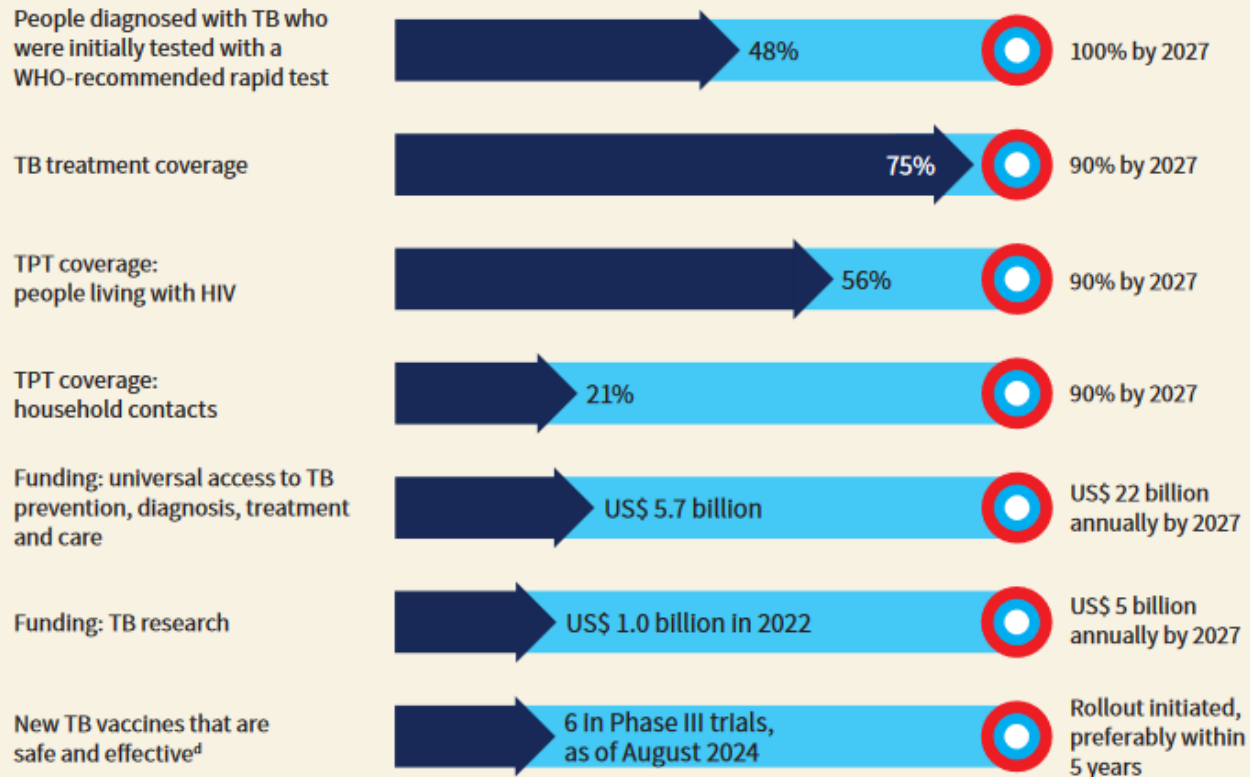 People diagnosed with TB who
were initially tested with a
WHO-recommended rapid test
48%
100% by 2027
TB treatment coverage
75%
90% by 2027
TPT coverage:
people living with HIV
56%
90% by 2027
TPT coverage:
household contacts
21%
90% by 2027
Funding: universal access to TB
prevention, diagnosis, treatment
and care
US$ 5.7 billion
US$ 22 billion
annually by 2027
Funding: TB research
US$ 1.0 billion in 2022
US$ 5 billion
annually by 2027
New TB vaccines that are
safe and effectiveᵈ
6 in Phase III trials,
as of August 2024
Rollout initiated,
preferably within
5 years